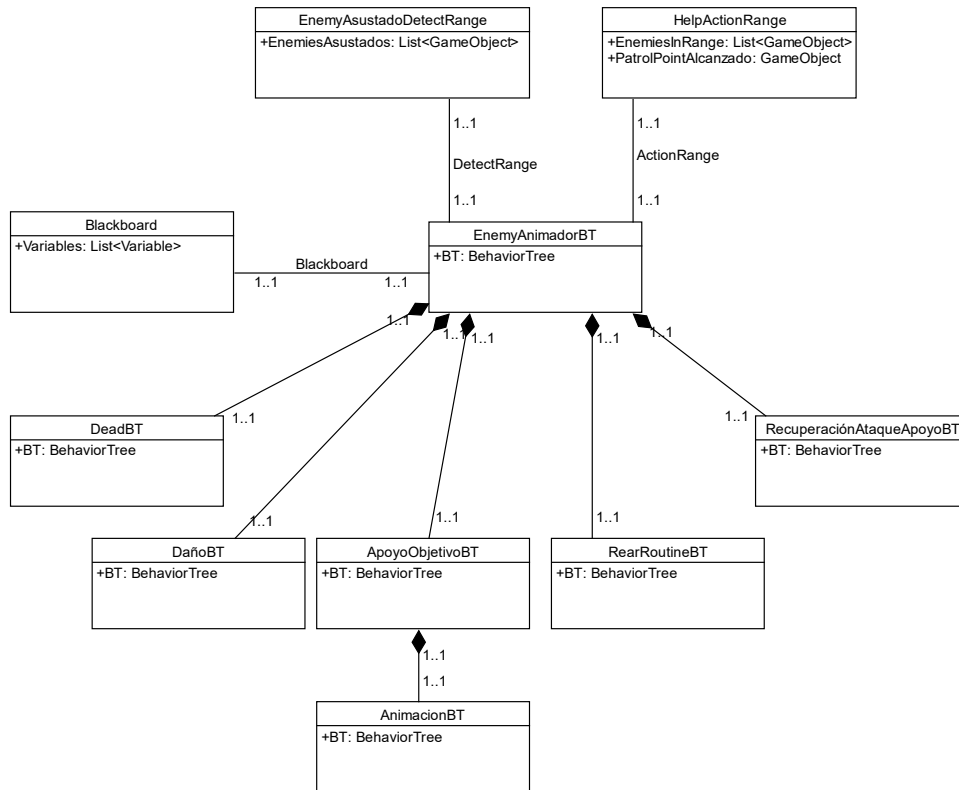 EnemyAsustadoDetectRange
+EnemiesAsustados: List<GameObject>
HelpActionRange
+EnemiesInRange: List<GameObject>
+PatrolPointAlcanzado: GameObject
1..1
DetectRange
1..1
1..1
ActionRange
1..1
Blackboard
+Variables: List<Variable>
Blackboard
1..1
1..1
EnemyAnimadorBT
+BT: BehaviorTree
1..1
1..1
1..1
1..1
1..1
1..1
DeadBT
+BT: BehaviorTree
1..1
RecuperaciónAtaqueApoyoBT
+BT: BehaviorTree
1..1
DañoBT
+BT: BehaviorTree
1..1
ApoyoObjetivoBT
+BT: BehaviorTree
1..1
RearRoutineBT
+BT: BehaviorTree
1..1
1..1
AnimacionBT
+BT: BehaviorTree